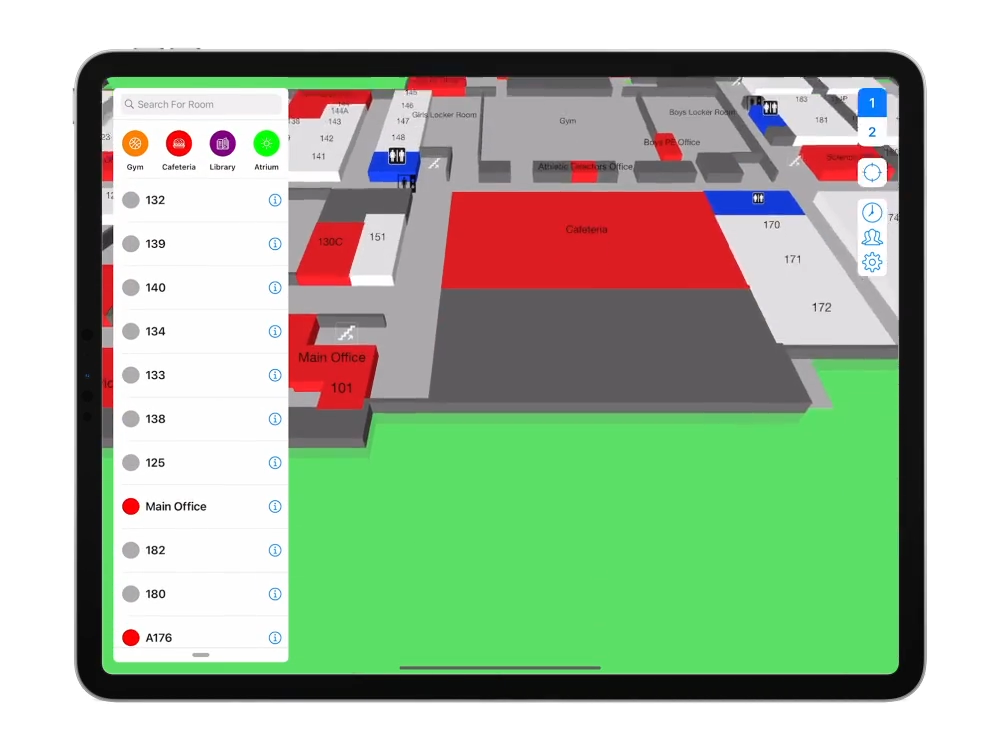 Search For Room
Gym
Cafeteria
Library
Atrium
132
139
140
134
133
138
125
Main Office
182
180
A176
145
146
144A
147
143
142
148
141
Girls Locker Room
Gym
Boys Locker Room
Boys PE Office
Athletic Directors Office
183
181
1
2
130C
151
Cafeteria
170
171
172
74
Main Office
101